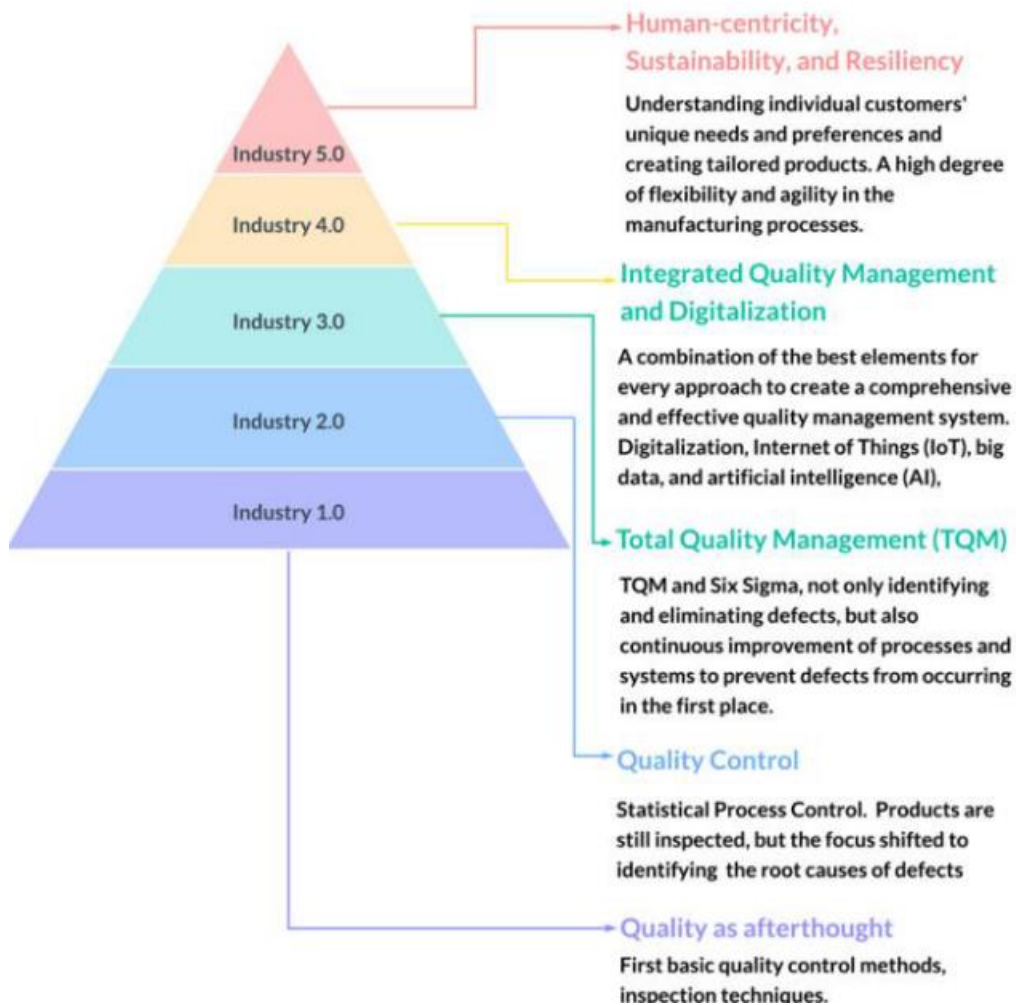 Human-centricity,
Sustainability, and Resiliency
Understanding individual customers'
unique needs and preferences and
creating tailored products. A high degree
of flexibility and agility in the
manufacturing processes.
Industry 5.0
Industry 4.0
Integrated Quality Management
and Digitalization
Industry 3.0
A combination of the best elements for
every approach to create a comprehensive
and effective quality management system.
Digitalization, Internet of Things (IoT), big
data, and artificial intelligence (AI),
Industry 2.0
Industry 1.0
Total Quality Management (TQM)
TQM and Six Sigma, not only identifying
and eliminating defects, but also
continuous improvement of processes and
systems to prevent defects from occurring
in the first place.
Quality Control
Statistical Process Control. Products are
still inspected, but the focus shifted to
identifying the root causes of defects
Quality as afterthought
First basic quality control methods,
inspection techniques.